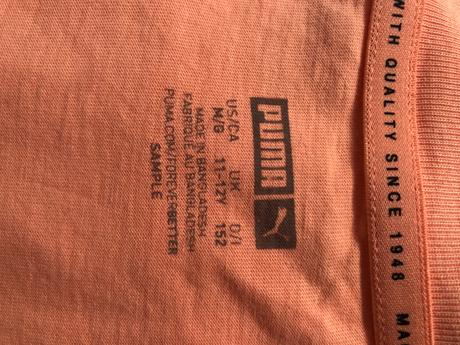 PUMA
US/CA UK D/I
M/G 11-12Y 152
MADE IN BANGLADESH
FABRIQUÉ AU BANGLADESH
PUMA.COM/FOREVERBETTER
SAMPLE
WITH QUALITY SINCE 1948 MA